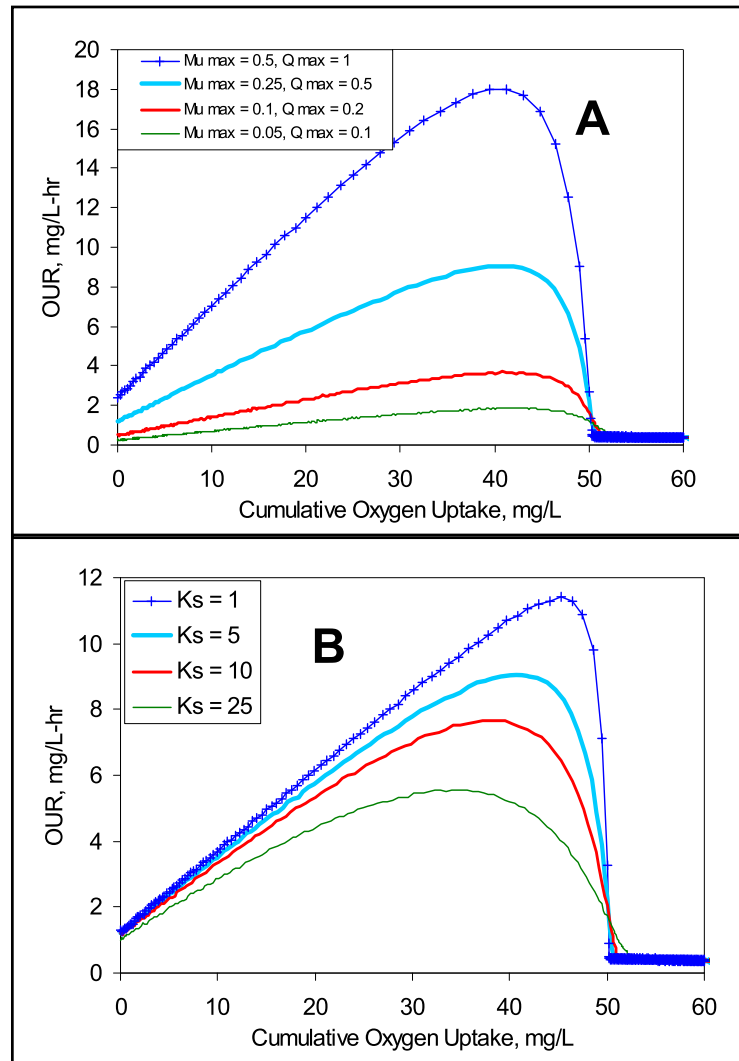 20
18
16
14
12
10
8
6
4
2
0
OUR, mg/L-hr
Mu max = 0.5, Q max = 1
Mu max = 0.25, Q max = 0.5
Mu max = 0.1, Q max = 0.2
Mu max = 0.05, Q max = 0.1
A
0 10 20 30 40 50 60
Cumulative Oxygen Uptake, mg/L
12
10
8
6
4
2
0
OUR, mg/L-hr
Ks = 1
Ks = 5
Ks = 10
Ks = 25
B
0 10 20 30 40 50 60
Cumulative Oxygen Uptake, mg/L